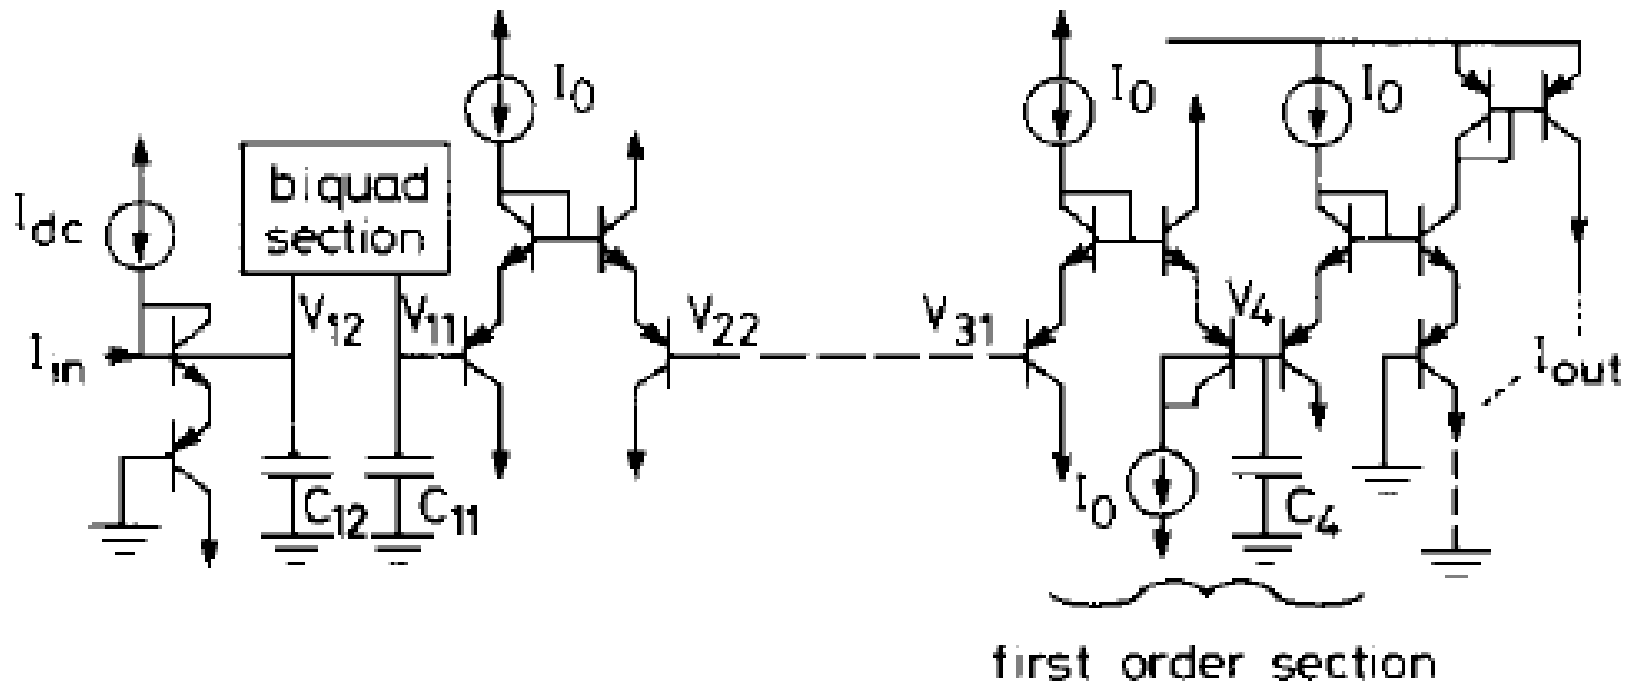 I0
I0
I0
biquad
section
Idc
V12
V11
V22
V31
V4
Iin
Iout
C12
C11
I0
C4
first order section